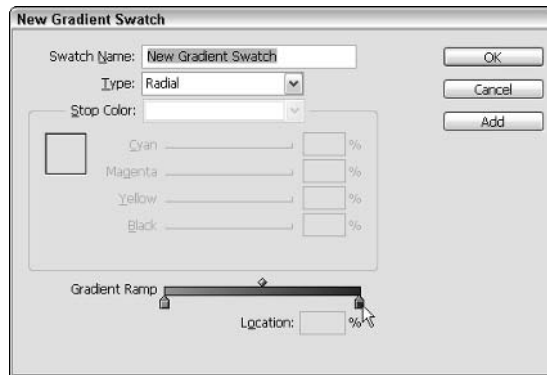 New Gradient Swatch
Swatch Name: New Gradient Swatch
OK
Type: Radial
Cancel
Stop Color:
Add
Cyan %
Magenta %
Yellow %
Black %
Gradient Ramp
Location: %